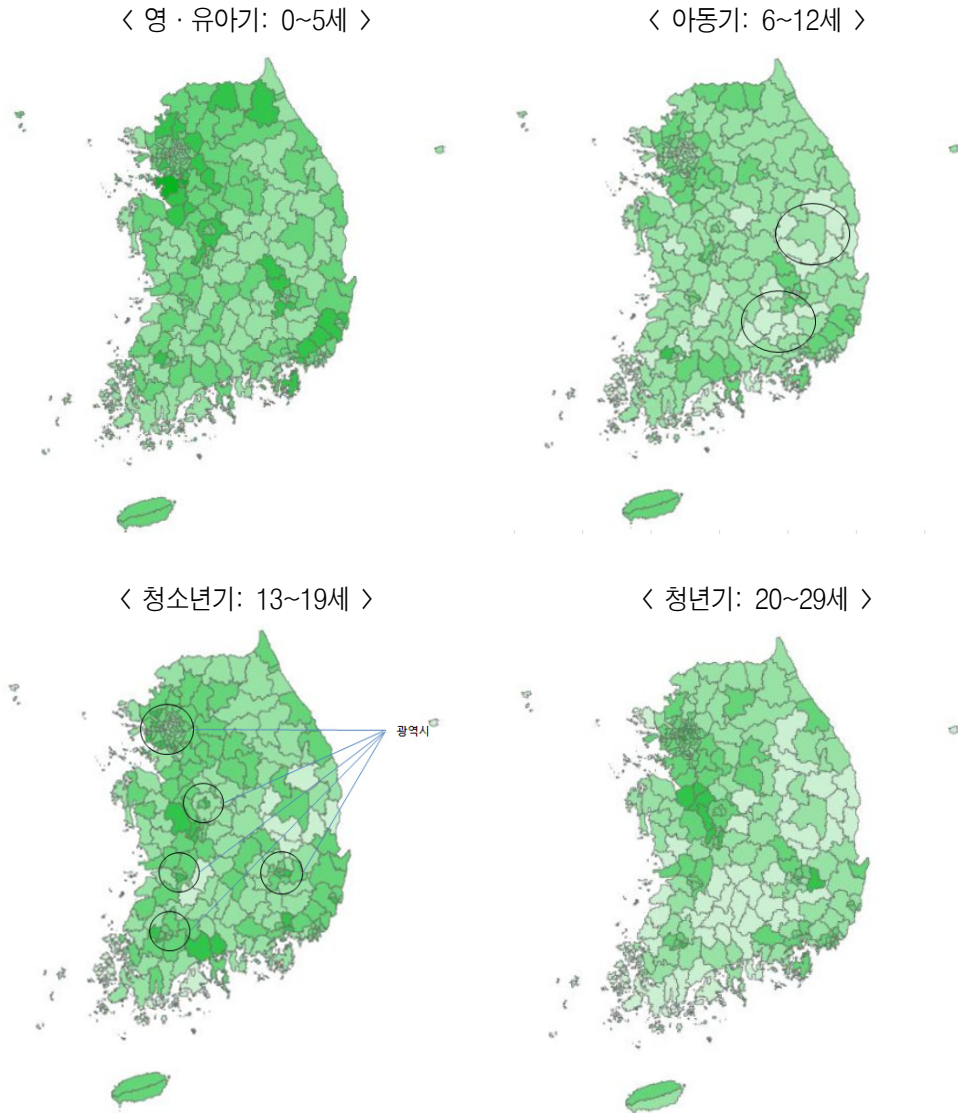 〈 영 · 유아기: 0~5세 〉
〈 아동기: 6~12세 〉
〈 청소년기: 13~19세 〉
〈 청년기: 20~29세 〉
광역시